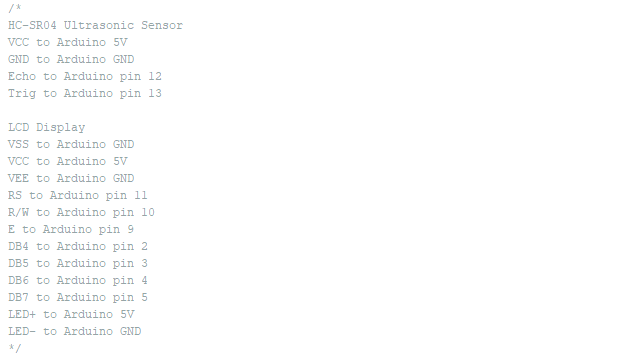 /*
HC-SR04 Ultrasonic Sensor
VCC to Arduino 5V
GND to Arduino GND
Echo to Arduino pin 12
Trig to Arduino pin 13

LCD Display
VSS to Arduino GND
VCC to Arduino 5V
VEE to Arduino GND
RS to Arduino pin 11
R/W to Arduino pin 10
E to Arduino pin 9
DB4 to Arduino pin 2
DB5 to Arduino pin 3
DB6 to Arduino pin 4
DB7 to Arduino pin 5
LED+ to Arduino 5V
LED- to Arduino GND
*/